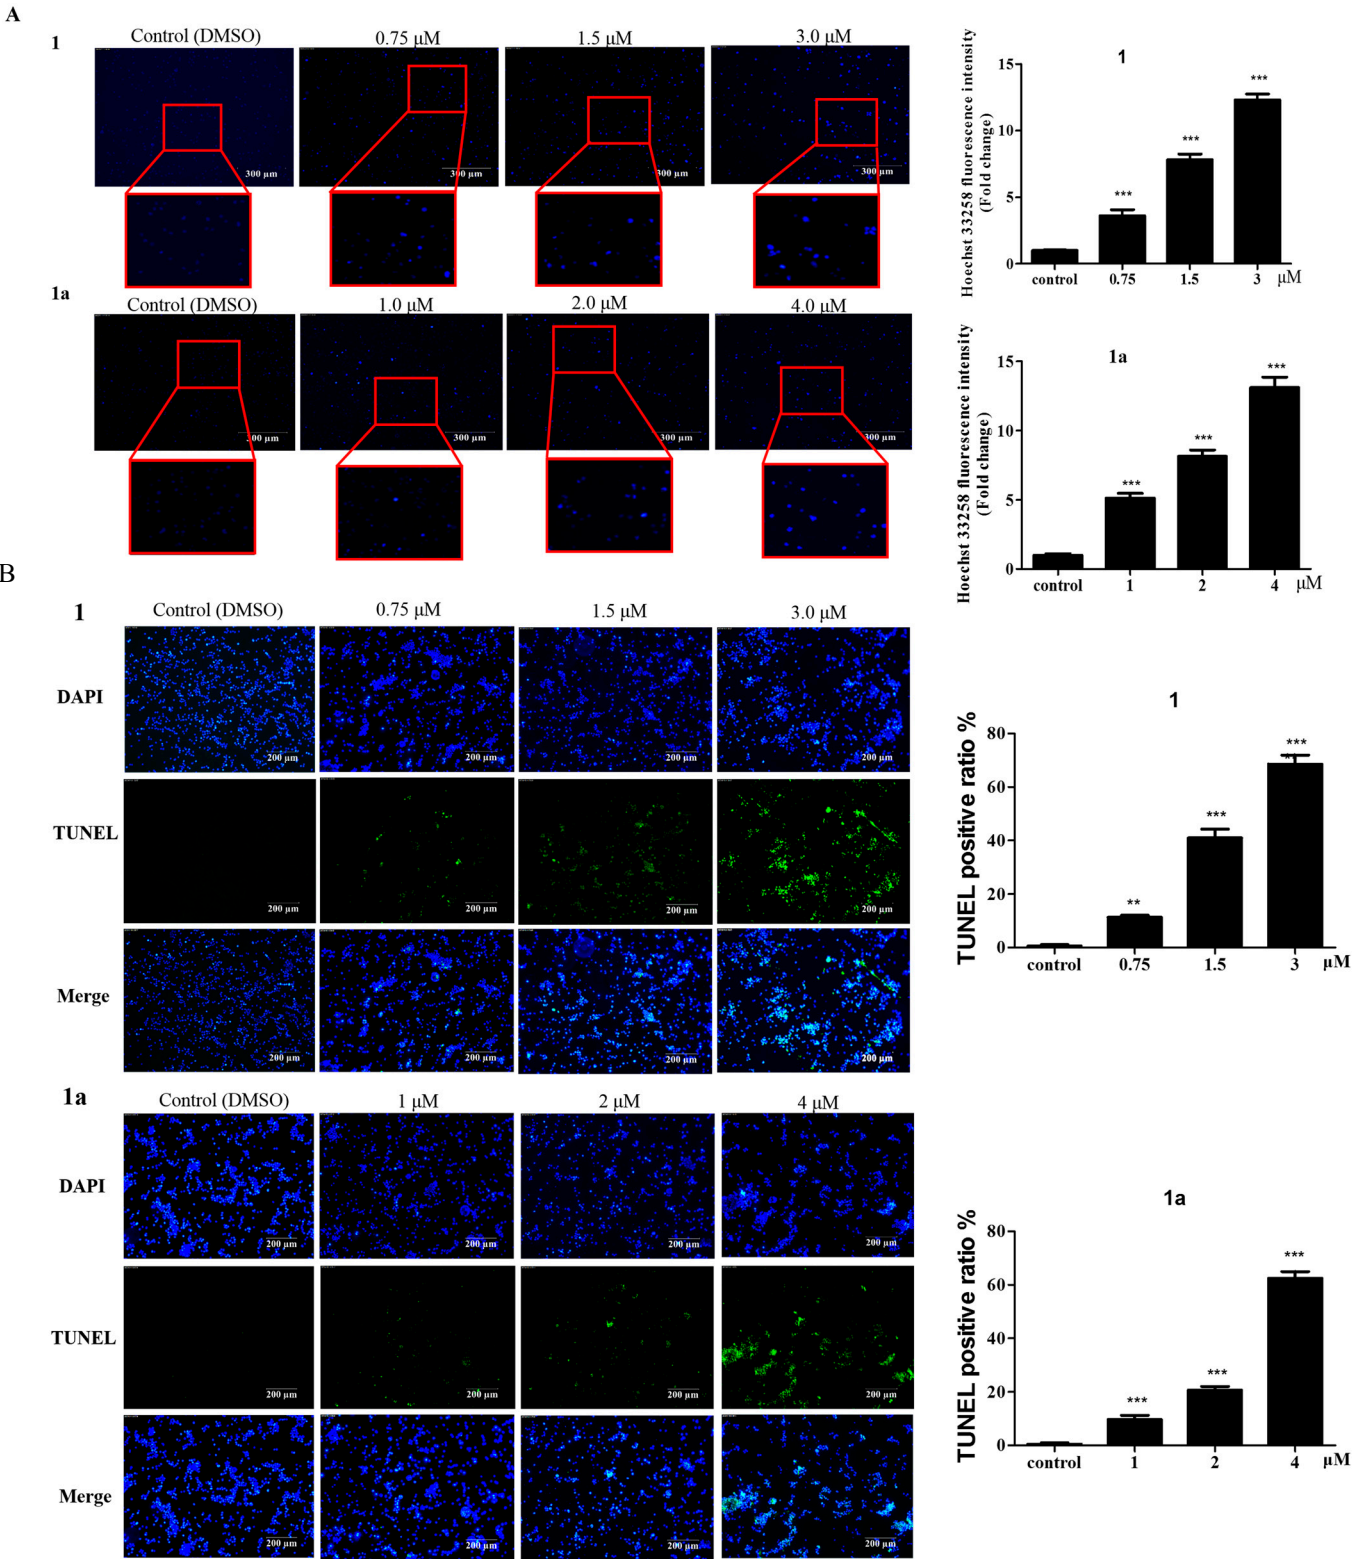 A
1
Control (DMSO)
0.75 μM
1.5 μM
3.0 μM
300 μm
300 μm
300 μm
300 μm
1a
Control (DMSO)
1.0 μM
2.0 μM
4.0 μM
300 μm
300 μm
300 μm
300 μm
Hoechst 33258 fluorescence intensity
(Fold change)
1
15
10
5
0
***
***
***
control
0.75
1.5
3
μM
Hoechst 33258 fluorescence intensity
(Fold change)
1a
15
10
5
0
***
***
***
control
1
2
4
μM
B
1
Control (DMSO)
0.75 μM
1.5 μM
3.0 μM
DAPI
200 μm
200 μm
200 μm
200 μm
TUNEL
200 μm
200 μm
200 μm
200 μm
Merge
200 μm
200 μm
200 μm
200 μm
TUNEL positive ratio %
1
80
60
40
20
0
**
***
***
control
0.75
1.5
3
μM
1a
Control (DMSO)
1 μM
2 μM
4 μM
DAPI
200 μm
200 μm
200 μm
200 μm
TUNEL
200 μm
200 μm
200 μm
200 μm
Merge
200 μm
200 μm
200 μm
200 μm
TUNEL positive ratio %
1a
80
60
40
20
0
***
***
***
control
1
2
4
μM